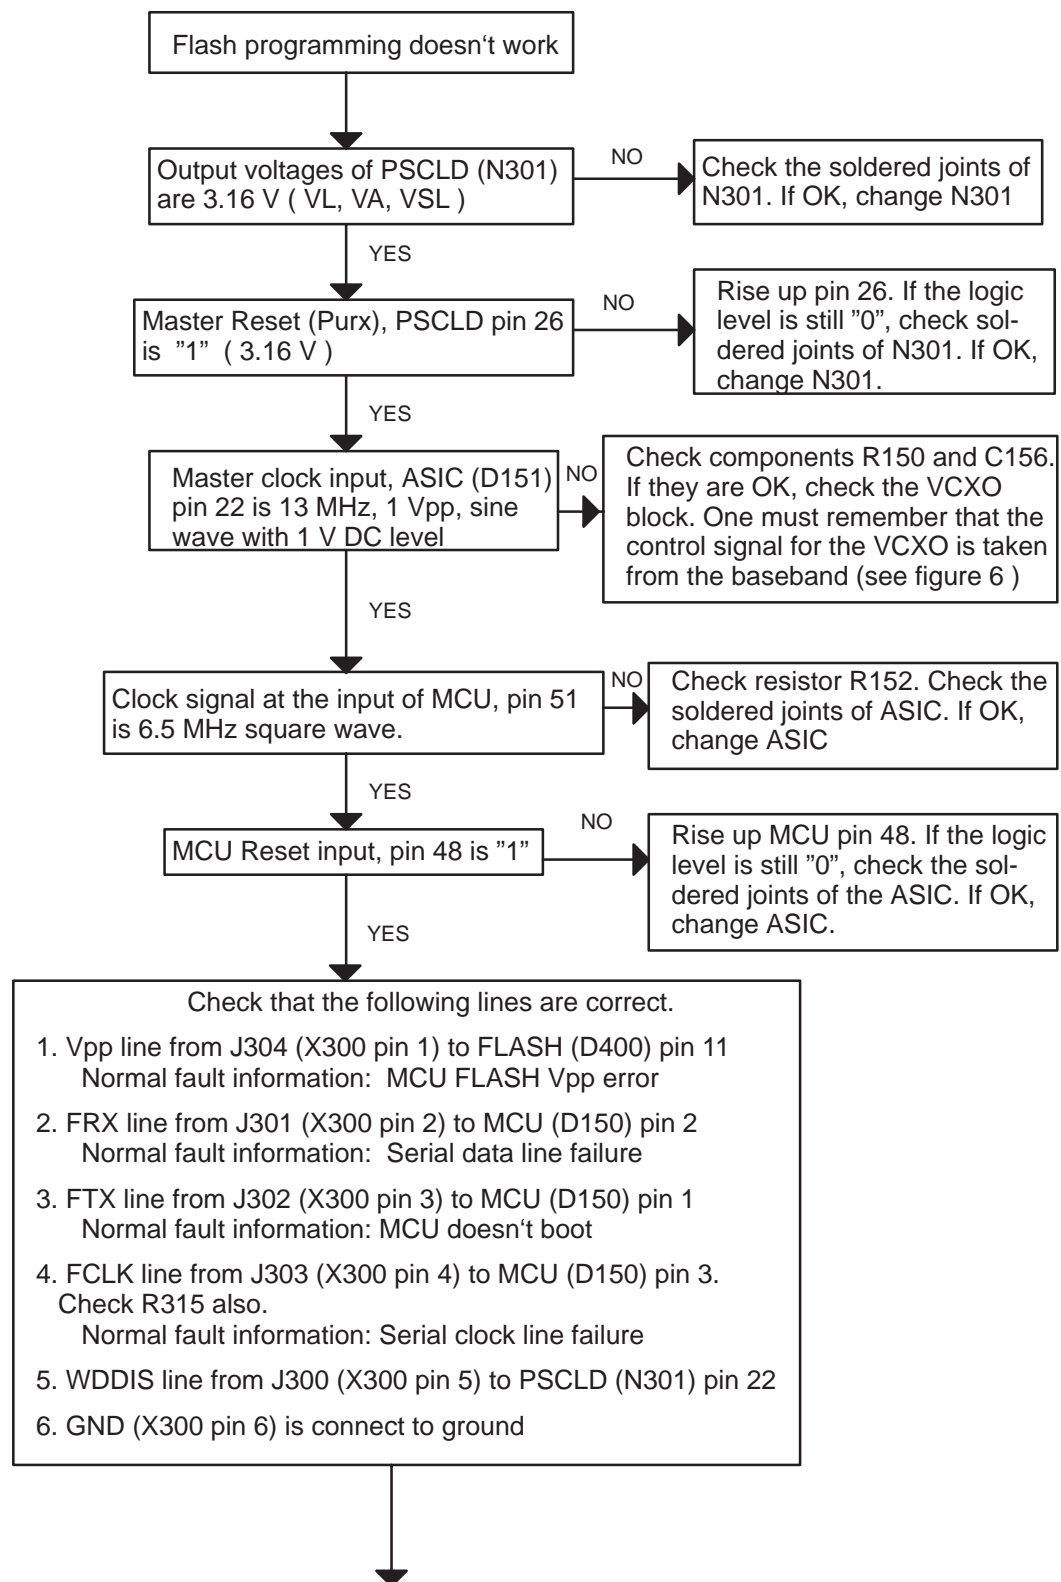 Flash programming doesn‘t work
Output voltages of PSCLD (N301)
are 3.16 V ( VL, VA, VSL )
NO
Check the soldered joints of
N301. If OK, change N301
YES
Master Reset (Purx), PSCLD pin 26
is ”1” ( 3.16 V )
NO
Rise up pin 26. If the logic
level is still ”0”, check sol-
dered joints of N301. If OK,
change N301.
YES
Master clock input, ASIC (D151)
pin 22 is 13 MHz, 1 Vpp, sine
wave with 1 V DC level
NO
Check components R150 and C156.
If they are OK, check the VCXO
block. One must remember that the
control signal for the VCXO is taken
from the baseband (see figure 6 )
YES
Clock signal at the input of MCU, pin 51
is 6.5 MHz square wave.
NO
Check resistor R152. Check the
soldered joints of ASIC. If OK,
change ASIC
YES
MCU Reset input, pin 48 is ”1”
NO
Rise up MCU pin 48. If the logic
level is still ”0”, check the sol-
dered joints of the ASIC. If OK,
change ASIC.
YES
Check that the following lines are correct.
1. Vpp line from J304 (X300 pin 1) to FLASH (D400) pin 11
Normal fault information: MCU FLASH Vpp error
2. FRX line from J301 (X300 pin 2) to MCU (D150) pin 2
Normal fault information: Serial data line failure
3. FTX line from J302 (X300 pin 3) to MCU (D150) pin 1
Normal fault information: MCU doesn‘t boot
4. FCLK line from J303 (X300 pin 4) to MCU (D150) pin 3.
Check R315 also.
Normal fault information: Serial clock line failure
5. WDDIS line from J300 (X300 pin 5) to PSCLD (N301) pin 22
6. GND (X300 pin 6) is connect to ground